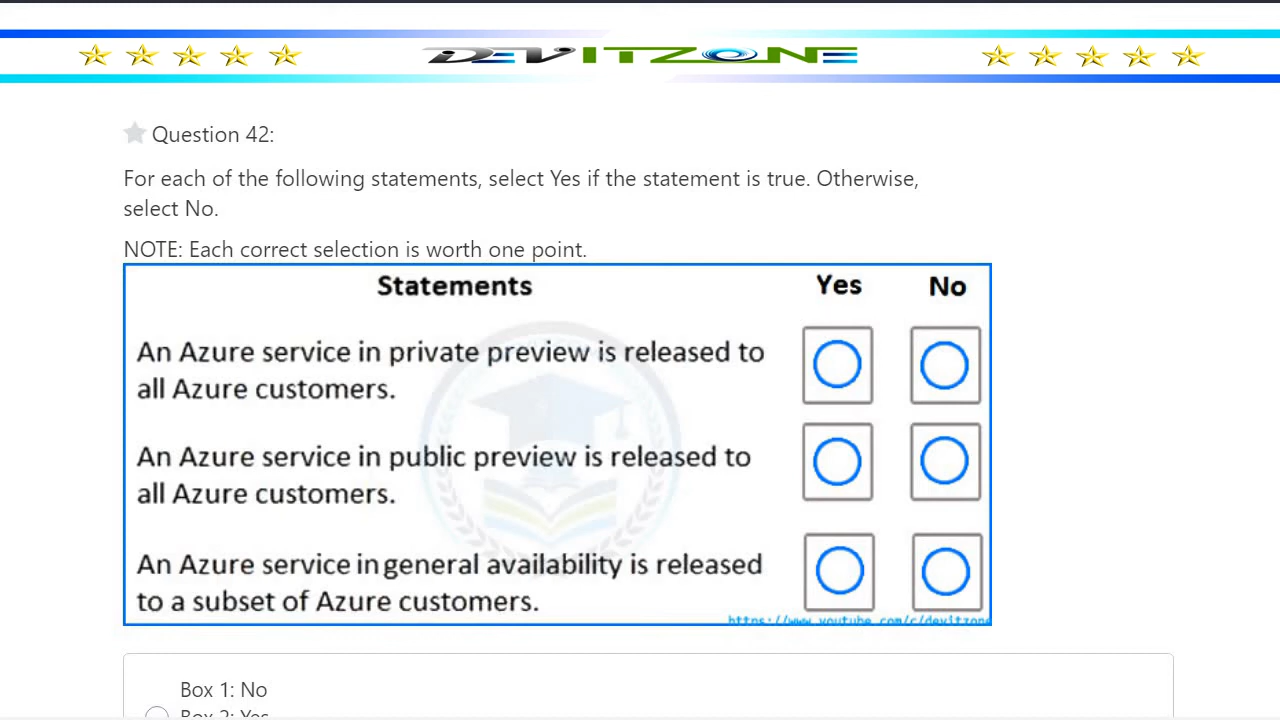 DEVITZONE
Question 42:
For each of the following statements, select Yes if the statement is true. Otherwise,
select No.
NOTE: Each correct selection is worth one point.
Statements Yes No
An Azure service in private preview is released to
all Azure customers.
An Azure service in public preview is released to
all Azure customers.
An Azure service in general availability is released
to a subset of Azure customers.
https://www.youtube.com/c/devitzone
Box 1: No
Box 2: Yes